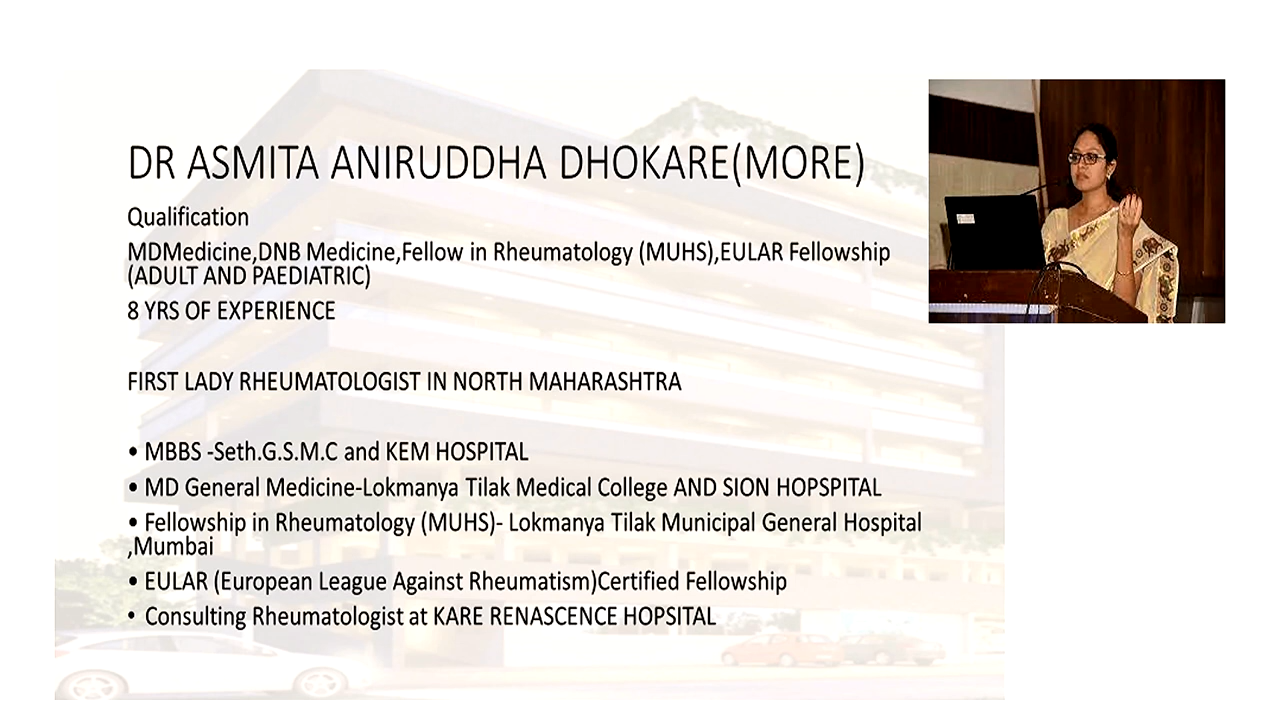 DR ASMITA ANIRUDDHA DHOKARE(MORE)
Qualification
MDMedicine,DNB Medicine,Fellow in Rheumatology (MUHS),EULAR Fellowship
(ADULT AND PAEDIATRIC)
8 YRS OF EXPERIENCE
FIRST LADY RHEUMATOLOGIST IN NORTH MAHARASHTRA
• MBBS -Seth.G.S.M.C and KEM HOSPITAL
• MD General Medicine-Lokmanya Tilak Medical College AND SION HOPSPITAL
• Fellowship in Rheumatology (MUHS)- Lokmanya Tilak Municipal General Hospital
,Mumbai
• EULAR (European League Against Rheumatism)Certified Fellowship
• Consulting Rheumatologist at KARE RENASCENCE HOPSITAL